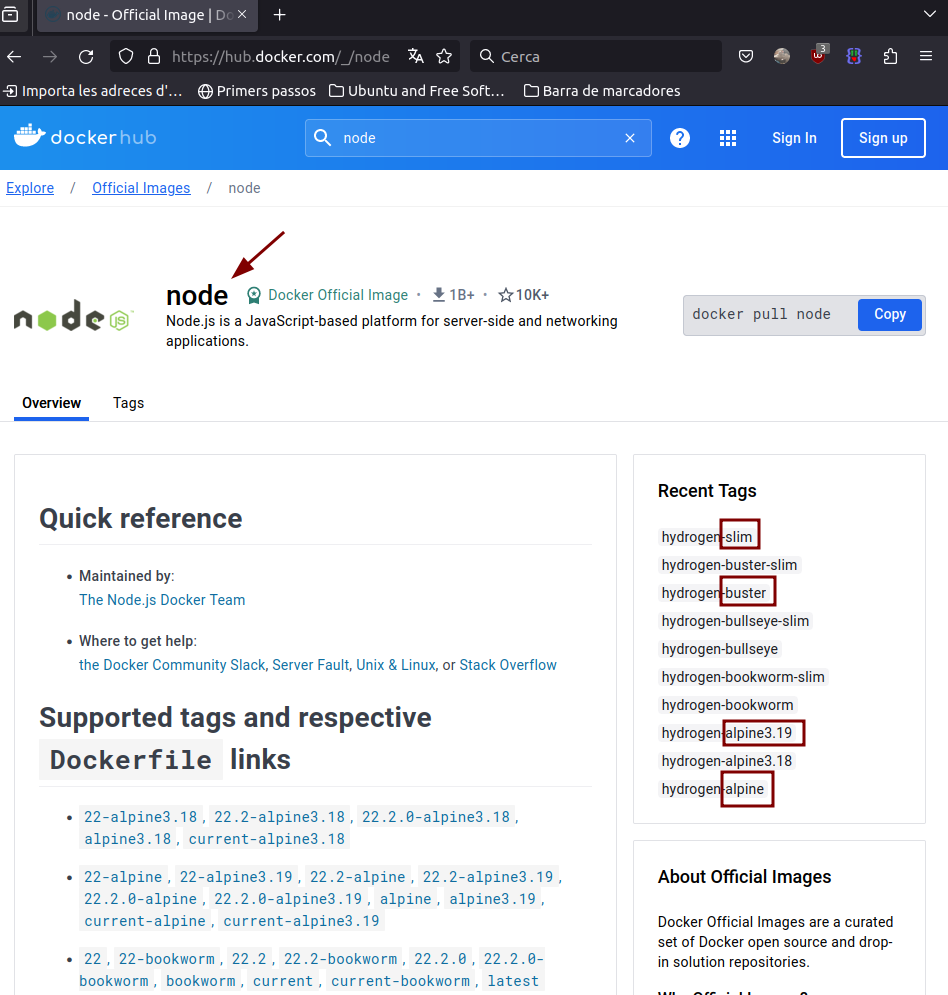 node - Official Image | Do
https://hub.docker.com/_/node
Cerca
3
Importa les adreces d'…
Primers passos
Ubuntu and Free Soft…
Barra de marcadores
dockerhub
node
?
Sign In
Sign up
Explore / Official Images / node
node
node Docker Official Image • 1B+ • 10K+
Node.js is a JavaScript-based platform for server-side and networking
applications.
docker pull node
Copy
Overview
Tags
Quick reference
• Maintained by:
The Node.js Docker Team
• Where to get help:
the Docker Community Slack, Server Fault, Unix & Linux, or Stack Overflow
Supported tags and respective
Dockerfile links
• 22-alpine3.18, 22.2-alpine3.18, 22.2.0-alpine3.18,
alpine3.18, current-alpine3.18
• 22-alpine, 22-alpine3.19, 22.2-alpine, 22.2-alpine3.19,
22.2.0-alpine, 22.2.0-alpine3.19, alpine, alpine3.19,
current-alpine, current-alpine3.19
• 22, 22-bookworm, 22.2, 22.2-bookworm, 22.2.0, 22.2.0-
bookworm, bookworm, current, current-bookworm, latest
Recent Tags
hydrogen-slim
hydrogen-buster-slim
hydrogen-buster
hydrogen-bullseye-slim
hydrogen-bullseye
hydrogen-bookworm-slim
hydrogen-bookworm
hydrogen-alpine3.19
hydrogen-alpine3.18
hydrogen-alpine
About Official Images
Docker Official Images are a curated
set of Docker open source and drop-
in solution repositories.